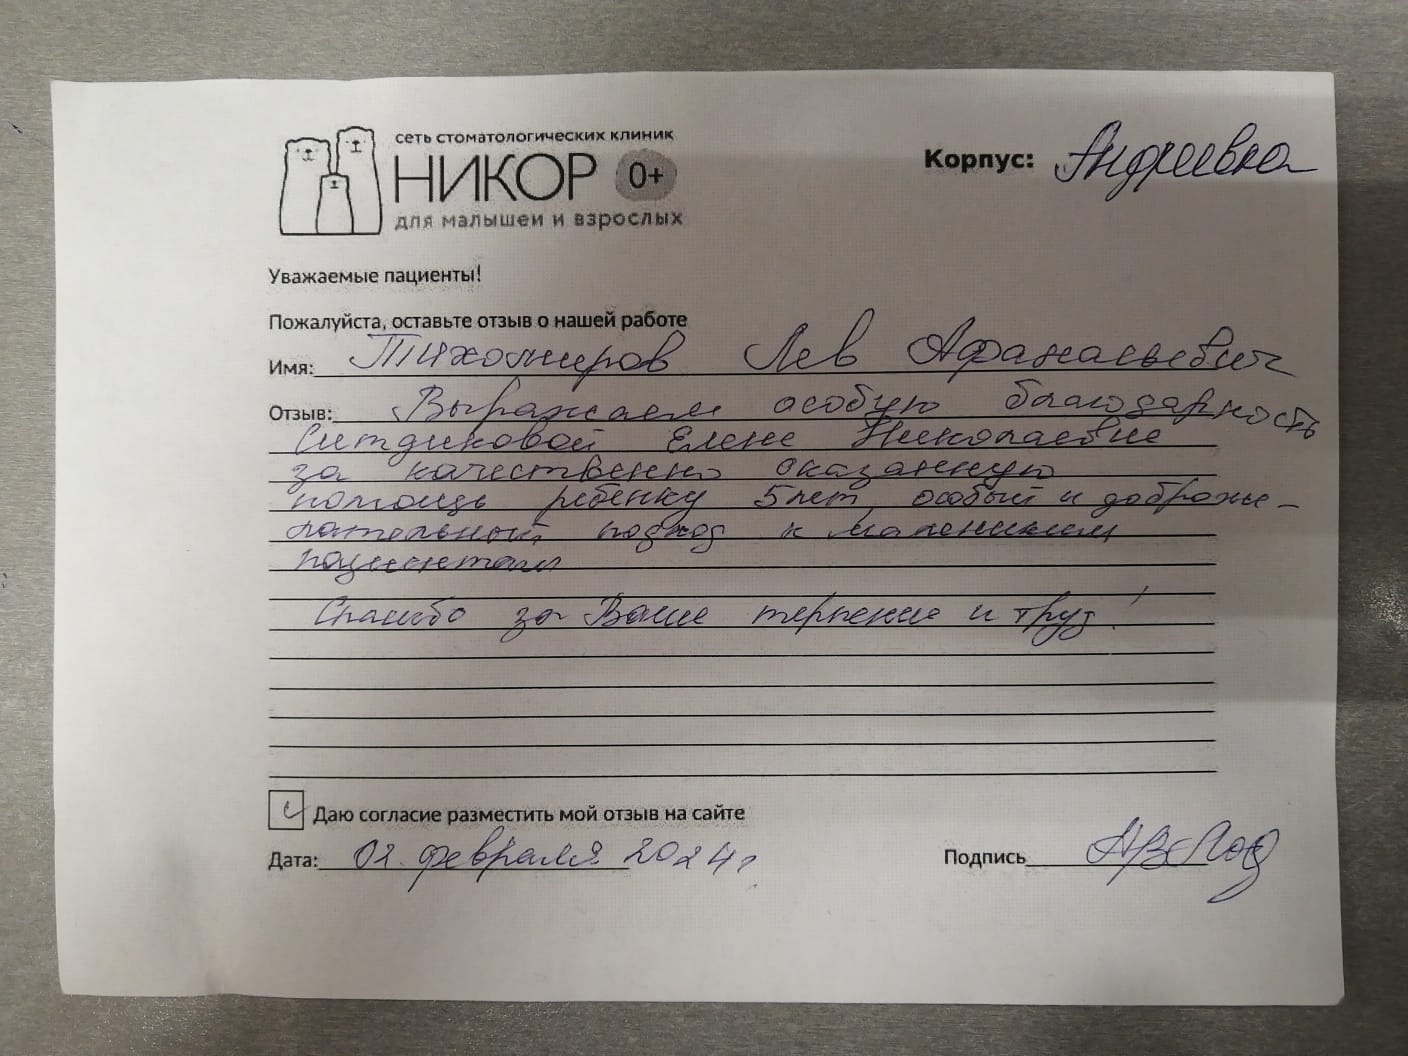 сеть стоматологических клиник
НИКОР 0+
для малышей и взрослых
Корпус: Андреевка
Уважаемые пациенты!
Пожалуйста, оставьте отзыв о нашей работе
Имя: Тихомиров Лев Афанасьевич
Отзыв: Выражаем особую благодарность
Ситдиковой Елене Николаевне
за качественно оказанную
помощь ребенку 5 лет, особый и доброже-
лательный подход к маленьким
пациентам
Спасибо за Ваше терпение и труд!
Даю согласие разместить мой отзыв на сайте
Дата: 02. февраля 2024г
Подпись